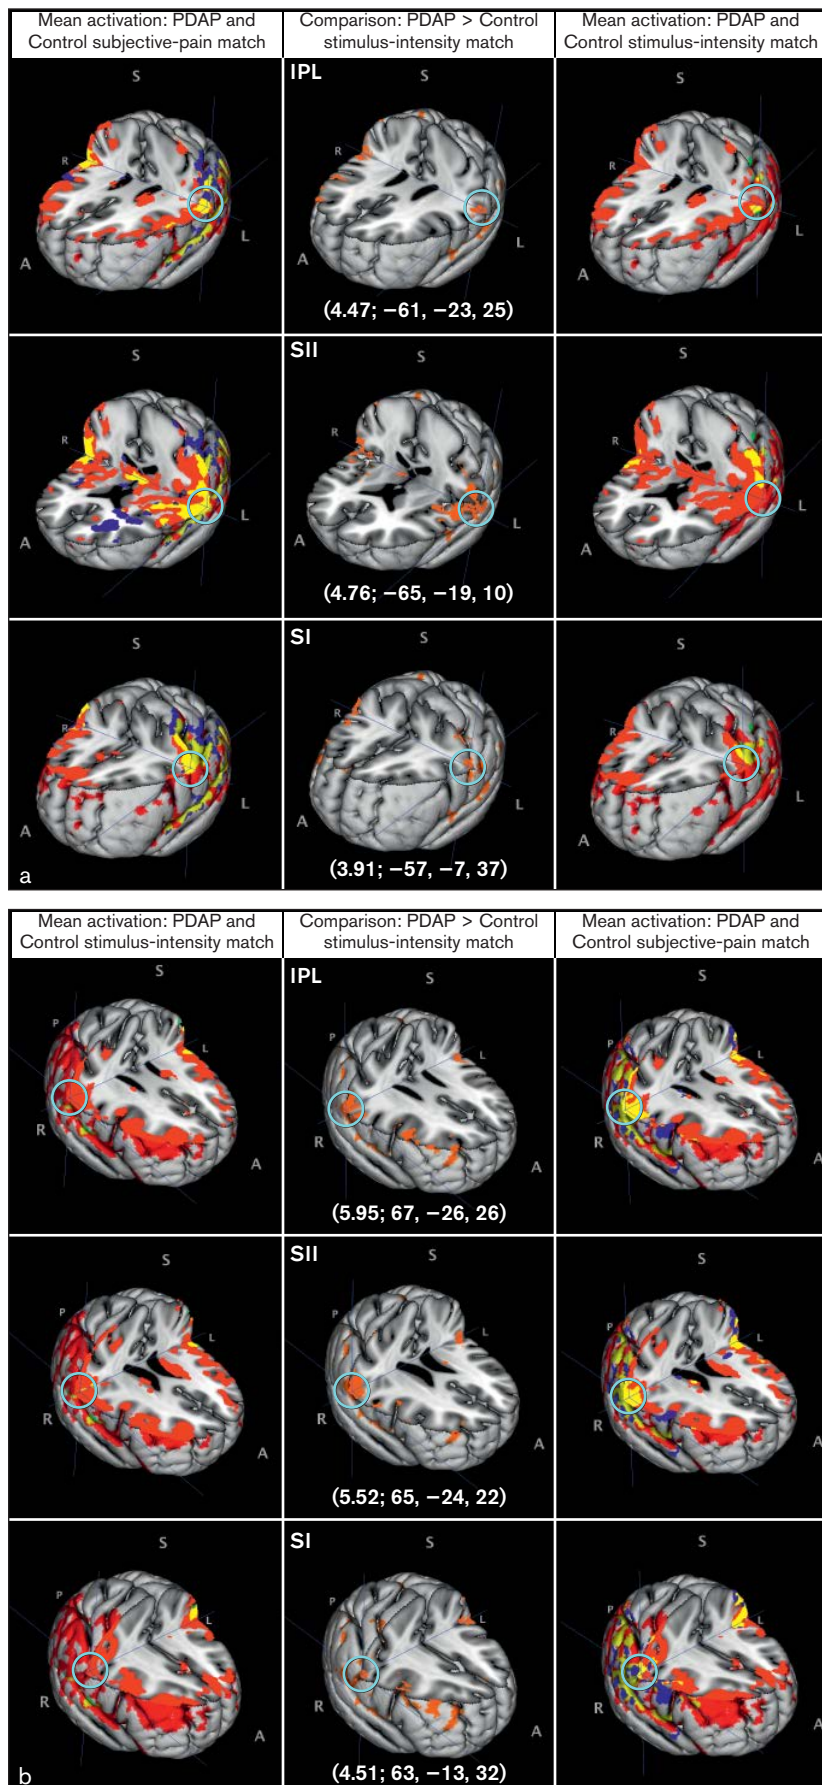 Mean activation: PDAP and
Control subjective-pain match
Comparison: PDAP > Control
stimulus-intensity match
Mean activation: PDAP and
Control stimulus-intensity match
S
R
A
L
IPL
S
R
A
L
(4.47; −61, −23, 25)
S
R
A
L
S
R
A
L
SII
S
R
A
L
(4.76; −65, −19, 10)
S
R
A
L
S
R
A
L
a
SI
S
R
A
L
(3.91; −57, −7, 37)
S
R
A
L
Mean activation: PDAP and
Control stimulus-intensity match
Comparison: PDAP > Control
stimulus-intensity match
Mean activation: PDAP and
Control subjective-pain match
S
P
L
R
A
IPL
S
P
L
R
A
(5.95; 67, −26, 26)
S
P
L
R
A
S
P
L
R
A
SII
S
P
L
R
A
(5.52; 65, −24, 22)
S
P
L
R
A
S
P
L
R
A
b
SI
S
P
L
R
A
(4.51; 63, −13, 32)
S
P
L
R
A